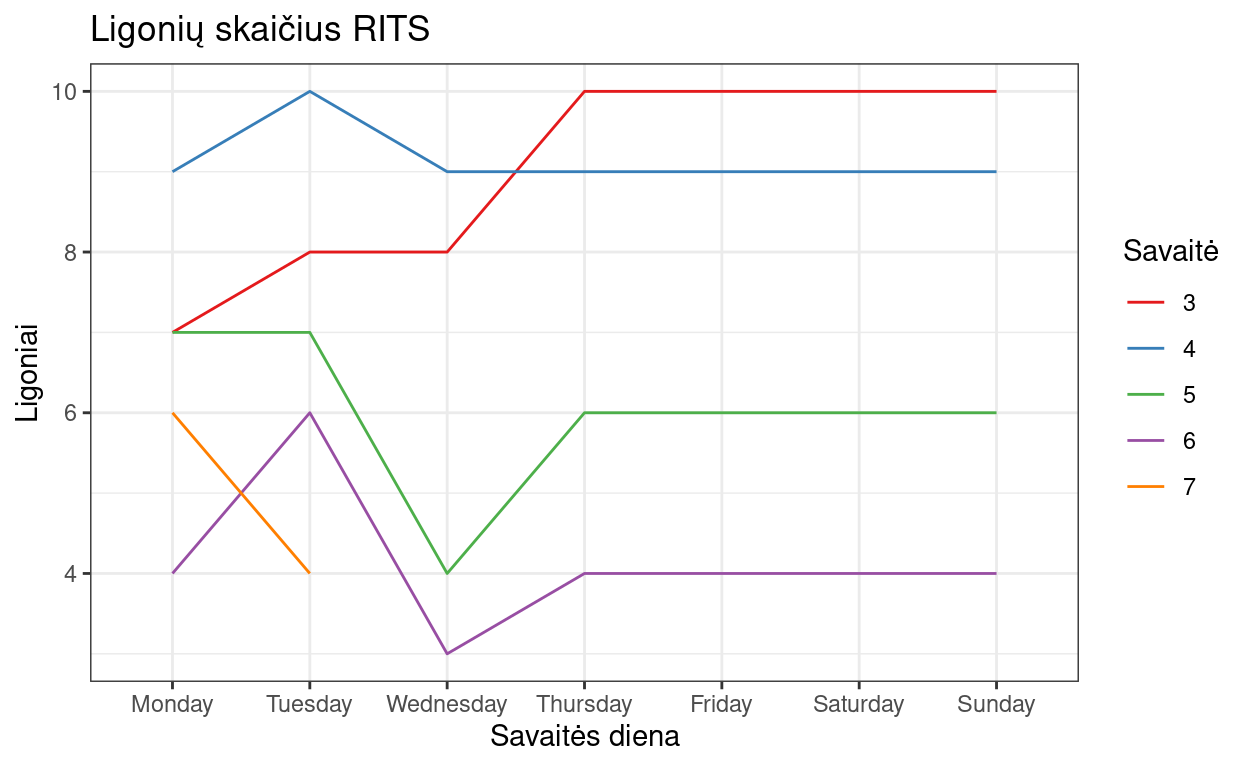 Ligonių skaičius RITS
10
8
6
4
Ligoniai
Monday Tuesday Wednesday Thursday Friday Saturday Sunday
Savaitės diena
Savaitė
3
4
5
6
7